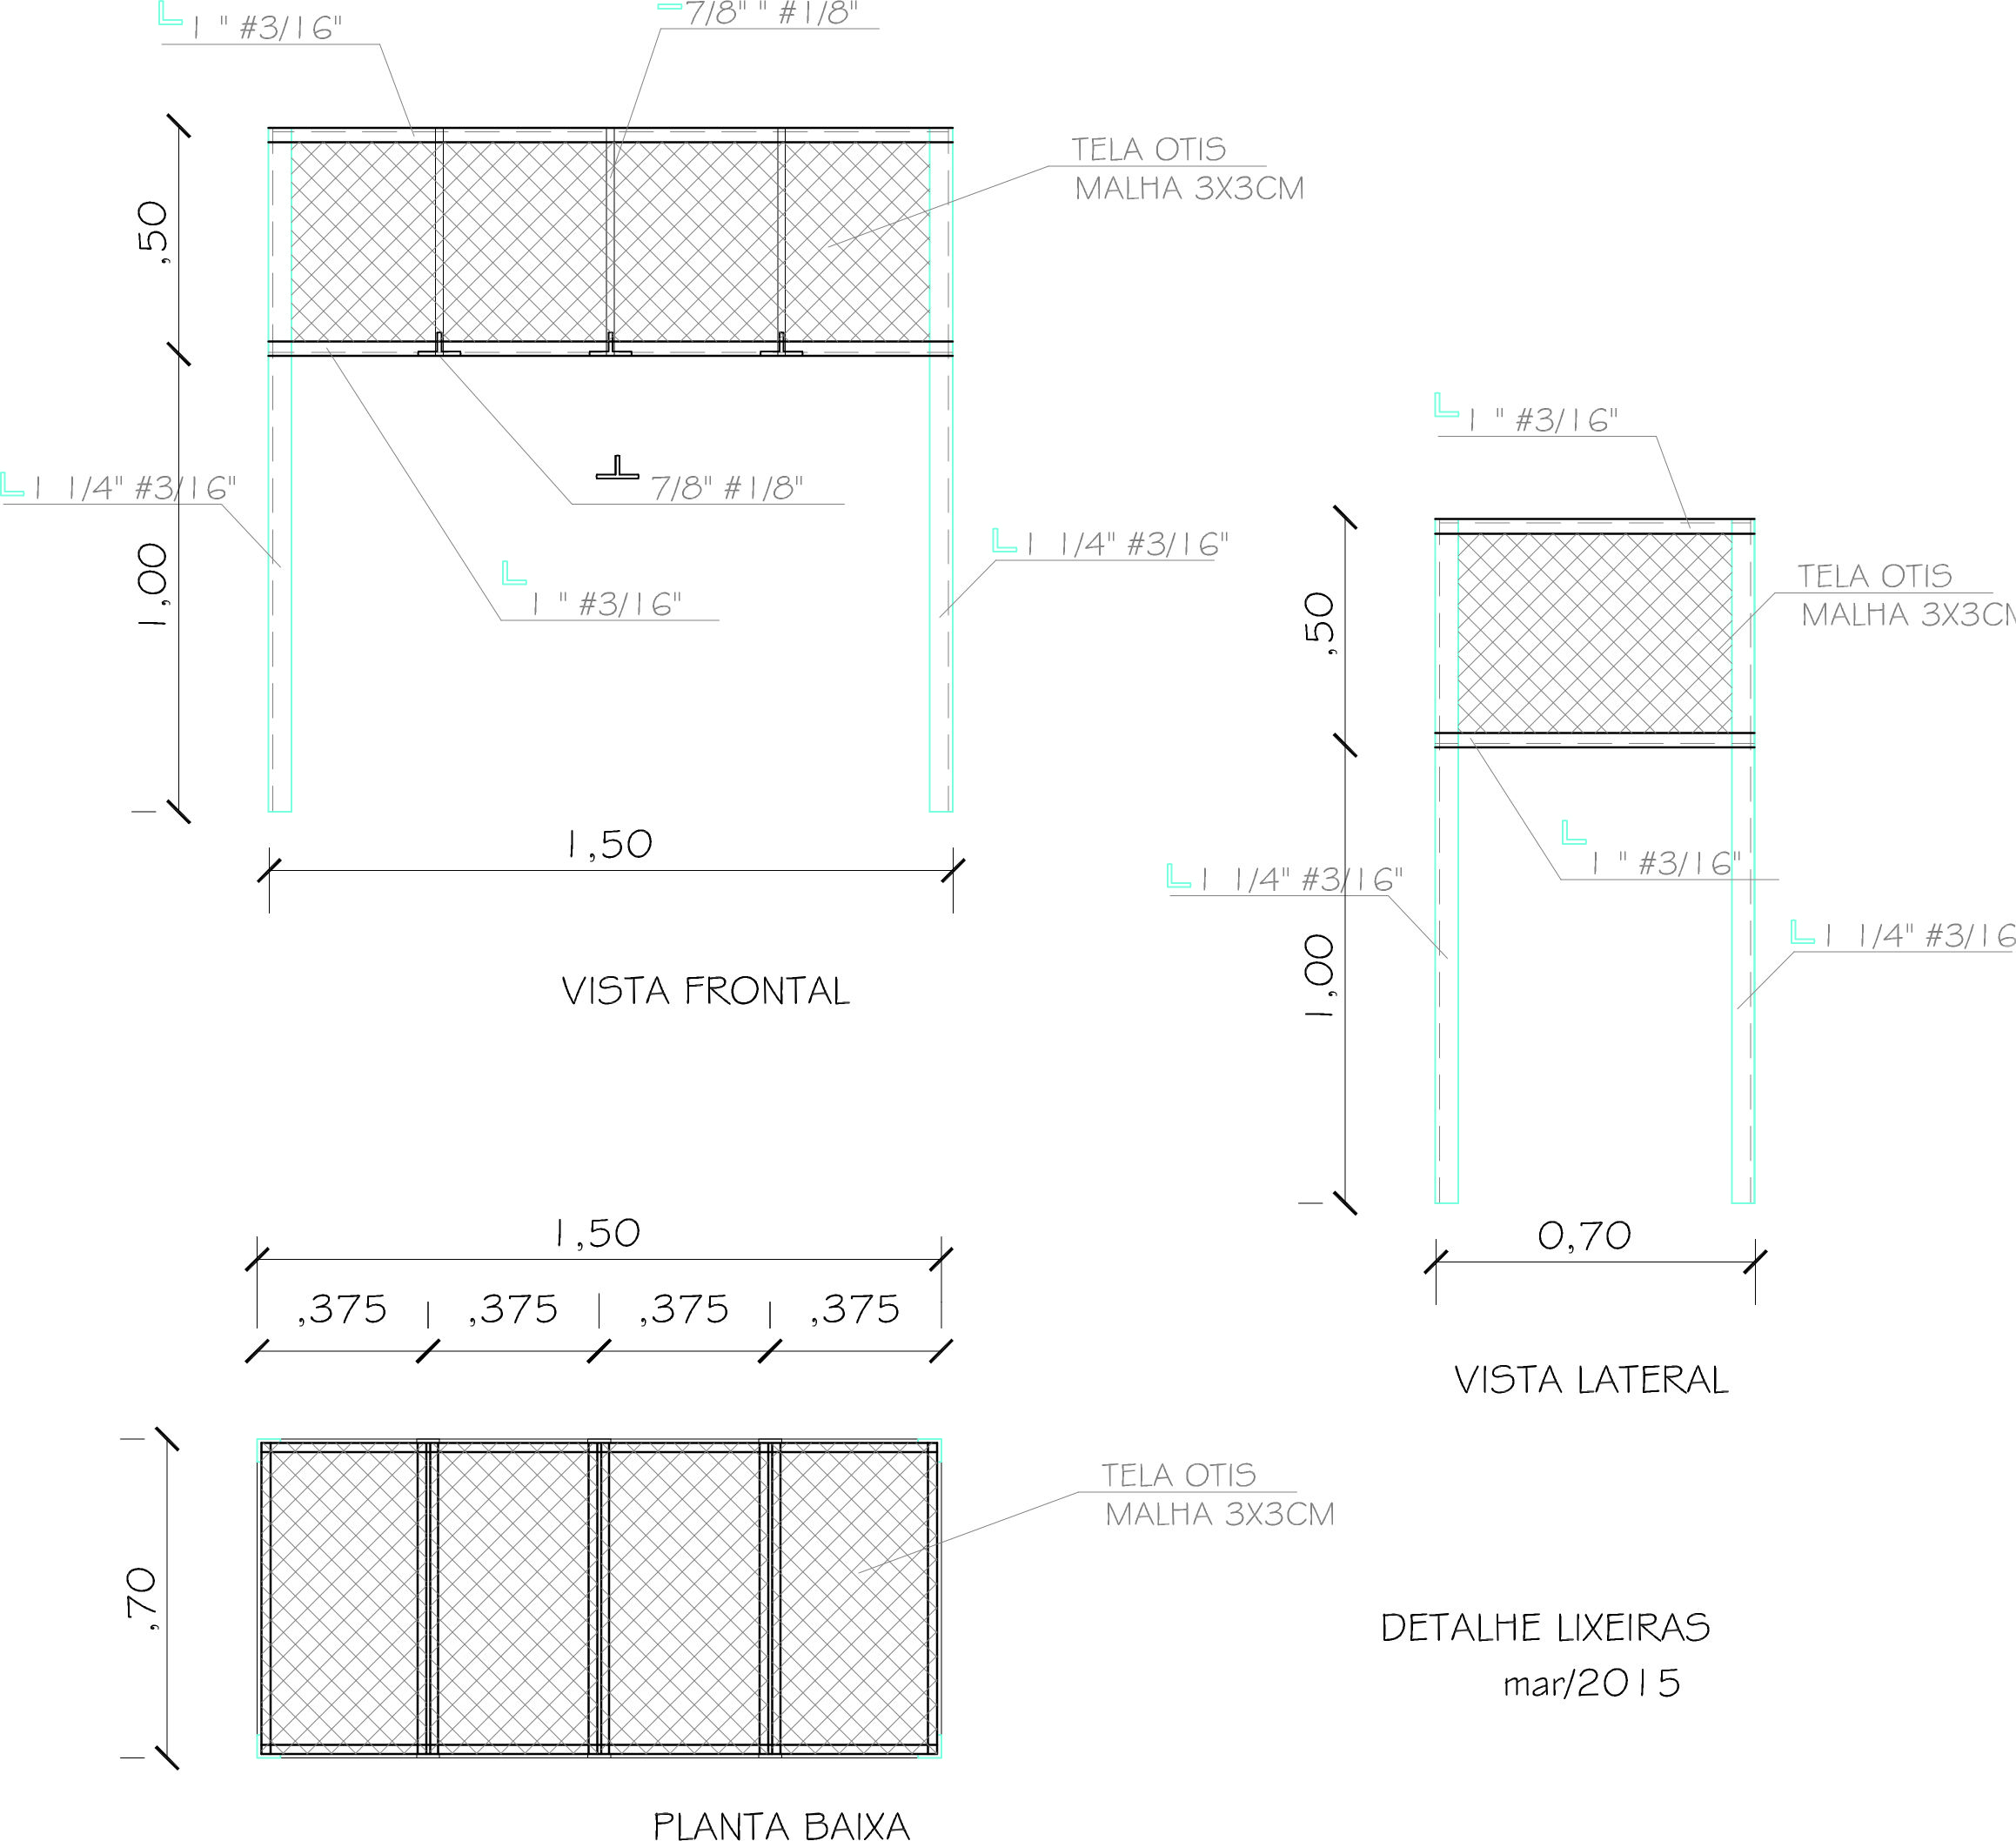 1 " #3/16"
7/8" " #1/8"
TELA OTIS
MALHA 3X3CM
,50
1 1/4" #3/16"
7/8" #1/8"
1 1/4" #3/16"
1 " #3/16"
1,00
1,50
VISTA FRONTAL
1 " #3/16"
TELA OTIS
MALHA 3X3CM
,50
1 " #3/16"
1 1/4" #3/16"
1 1/4" #3/16
1,00
0,70
VISTA LATERAL
1,50
,375 ,375 ,375 ,375
TELA OTIS
MALHA 3X3CM
,70
PLANTA BAIXA
DETALHE LIXEIRAS
mar/2015